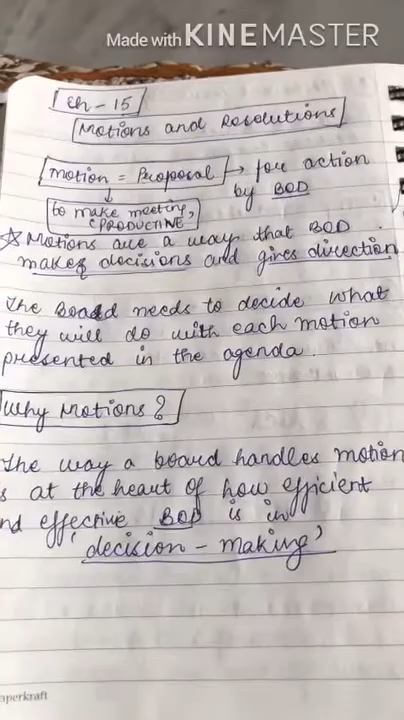 Made with KINEMASTER
Ch-15
Motions and Resolutions
Motion = Proposal → for action
by BOD
to make meeting,
PRODUCTIVE
☆ Motions are a way that BOD
makes decisions and gives direction
The Board needs to decide what
they will do with each motion
presented in the agenda.
Why Motions?
The way a board handles motion
s at the heart of how efficient
nd effective BOD is in
'decision-making'
aperkraft